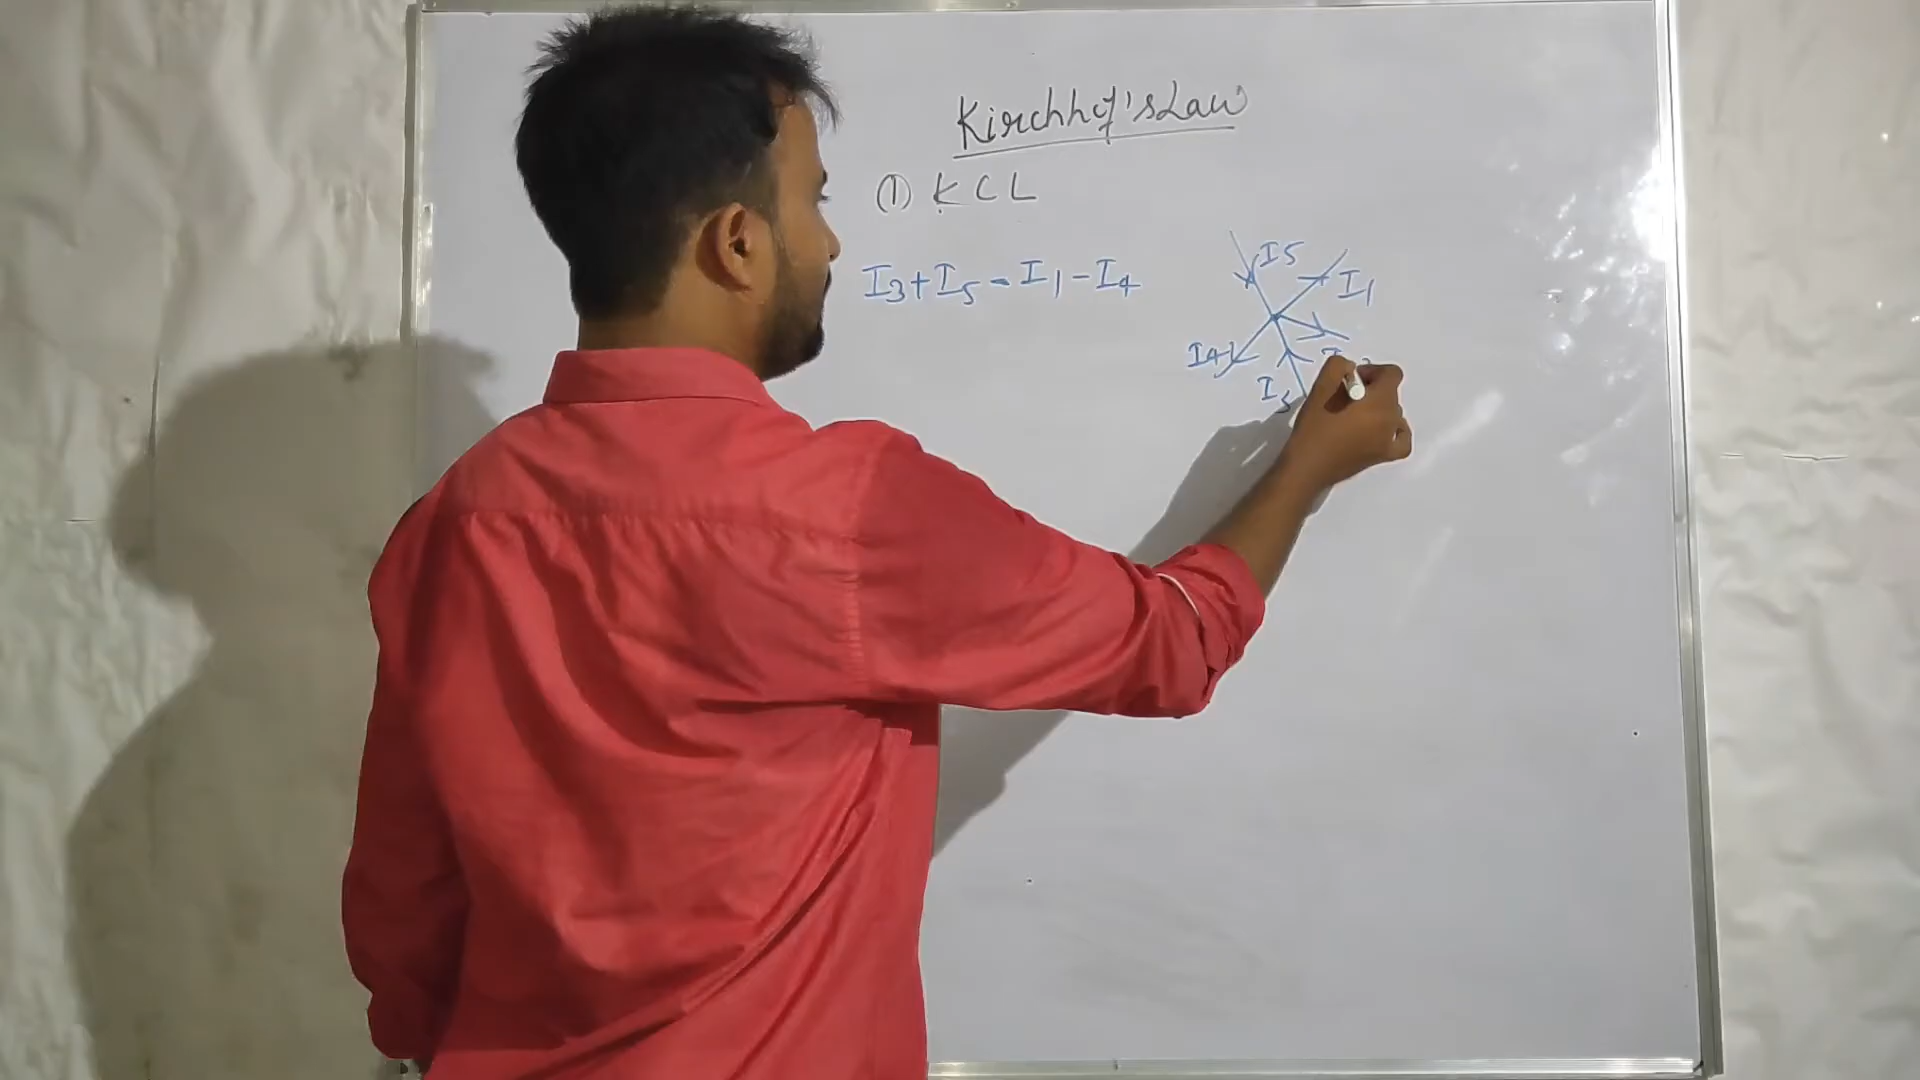 Kirchhof'sLaw
① KCL
I3+I5=I1-I4
I5
I1
I4
I3